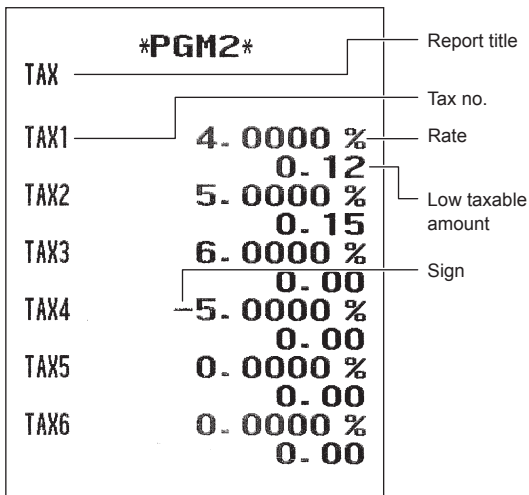 *PGM2*
Report title
TAX
Tax no.
TAX1 4.0000 % Rate
0.12
TAX2 5.0000 % Low taxable
0.15 amount
TAX3 6.0000 %
0.00 Sign
TAX4 -5.0000 %
0.00
TAX5 0.0000 %
0.00
TAX6 0.0000 %
0.00